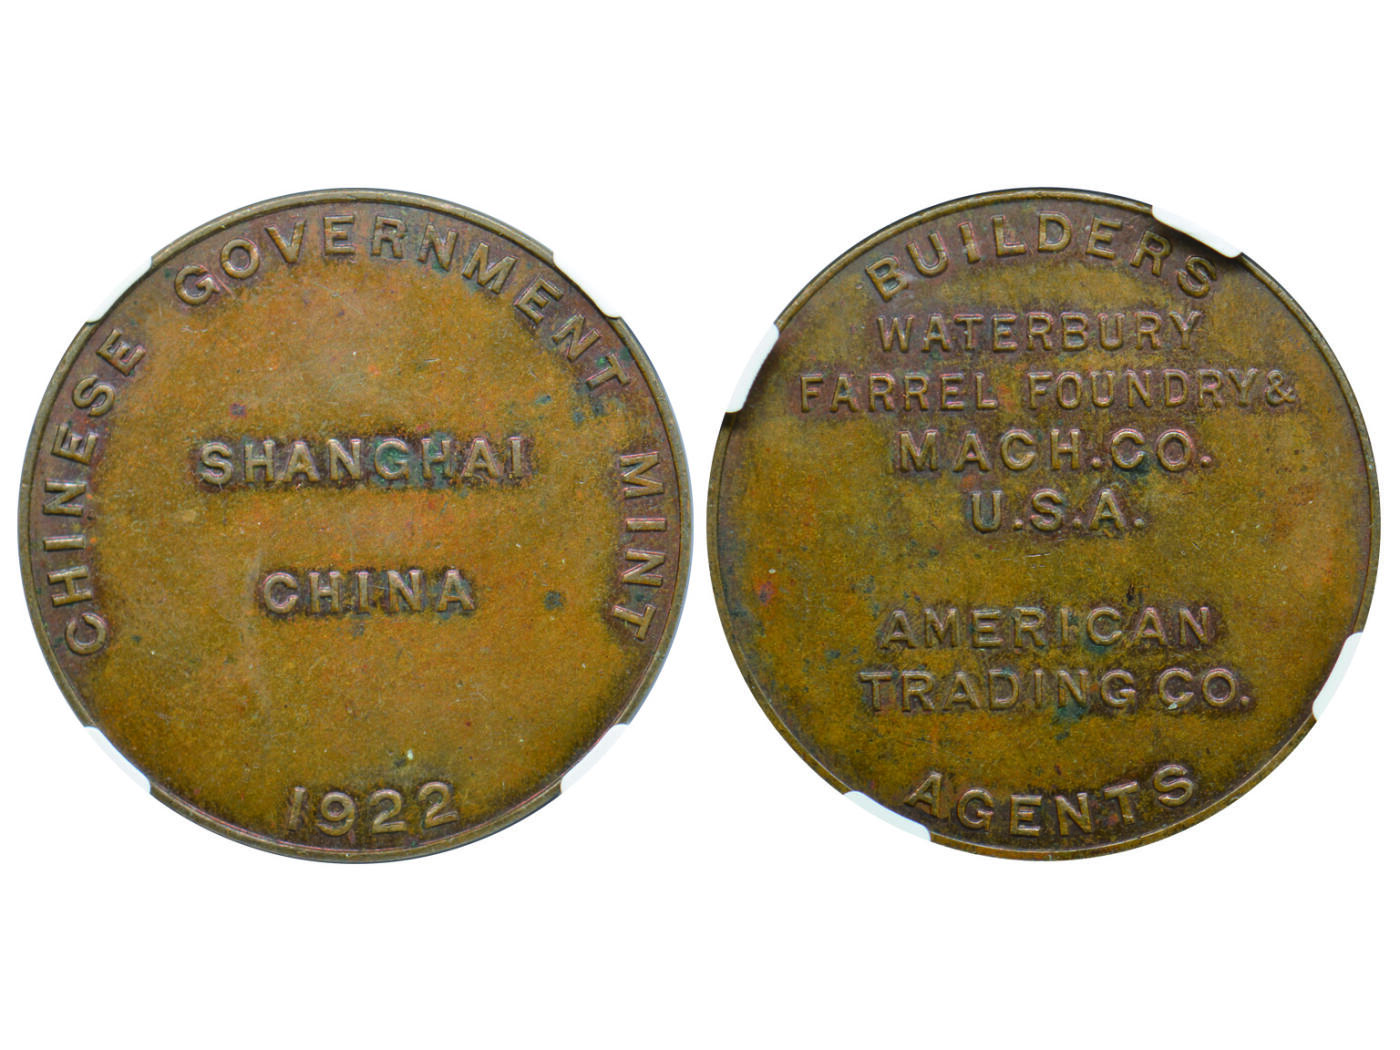 CHINESE GOVERNMENT MINT
SHANGHAI
CHINA
1922
BUILDERS
WATERBURY
FARREL FOUNDRY &
MACH. CO.
U.S.A.
AMERICAN
TRADING CO.
AGENTS